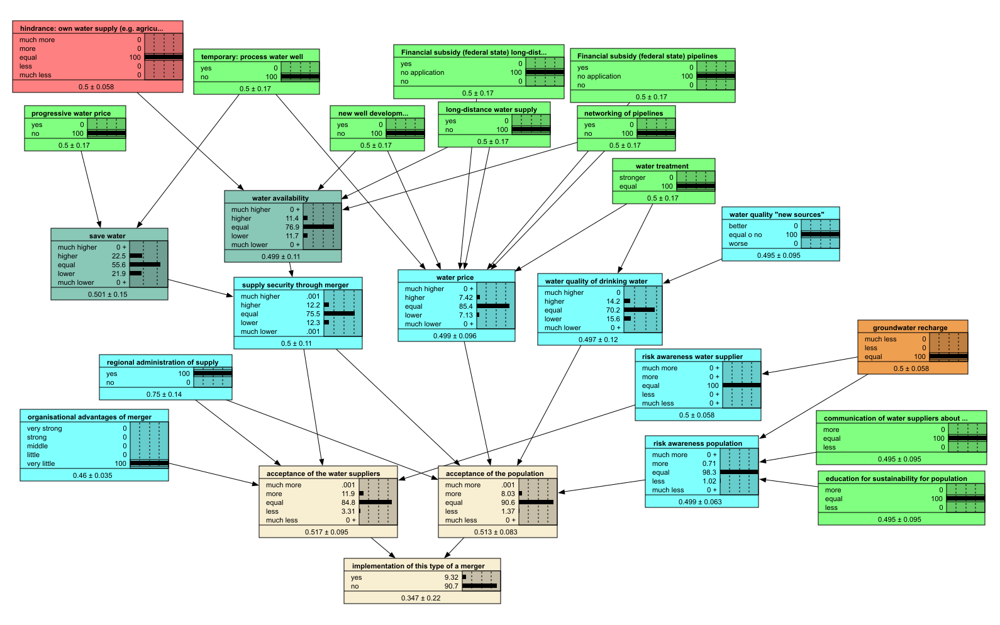 hindrance: own water supply (e.g. agricu...
much more 0
more 0
equal 100
less 0
much less 0
0.5 ± 0.058
temporary: process water well
yes 0
no 100
0.5 ± 0.17
Financial subsidy (federal state) long-dist...
yes 0
no application 100
no 0
0.5 ± 0.17
Financial subsidy (federal state) pipelines
yes 0
no application 100
no 0
0.5 ± 0.17
progressive water price
yes 0
no 100
0.5 ± 0.17
new well developm...
yes 0
no 100
0.5 ± 0.17
long-distance water supply
yes 0
no 100
0.5 ± 0.17
networking of pipelines
yes 0
no 100
0.5 ± 0.17
water treatment
stronger 0
equal 100
0.5 ± 0.17
water availability
much higher 0 +
higher 11.4
equal 76.9
lower 11.7
much lower 0 +
0.499 ± 0.11
water quality "new sources"
better 0
equal o no 100
worse 0
0.495 ± 0.095
save water
much higher 0 +
higher 22.5
equal 55.6
lower 21.9
much lower 0 +
0.501 ± 0.15
supply security through merger
much higher .001
higher 12.2
equal 75.5
lower 12.3
much lower .001
0.5 ± 0.11
water price
much higher 0 +
higher 7.42
equal 85.4
lower 7.13
much lower 0 +
0.499 ± 0.096
water quality of drinking water
much higher 0
higher 14.2
equal 70.2
lower 15.6
much lower 0 +
0.497 ± 0.12
groundwater recharge
much less 0
less 0
equal 100
0.5 ± 0.058
risk awareness water supplier
much more 0 +
more 0 +
equal 100
less 0 +
much less 0 +
0.5 ± 0.058
regional administration of supply
yes 100
no 0
0.75 ± 0.14
organisational advantages of merger
very strong 0
strong 0
middle 0
little 0
very little 100
0.46 ± 0.035
communication of water suppliers about ...
more 0
equal 100
less 0
0.495 ± 0.095
risk awareness population
much more 0 +
more 0.71
equal 98.3
less 1.02
much less 0 +
0.499 ± 0.063
education for sustainability for population
more 0
equal 100
less 0
0.495 ± 0.095
acceptance of the water suppliers
much more .001
more 11.9
equal 84.8
less 3.31
much less 0 +
0.517 ± 0.095
acceptance of the population
much more .001
more 8.03
equal 90.6
less 1.37
much less 0 +
0.513 ± 0.083
implementation of this type of a merger
yes 9.32
no 90.7
0.347 ± 0.22